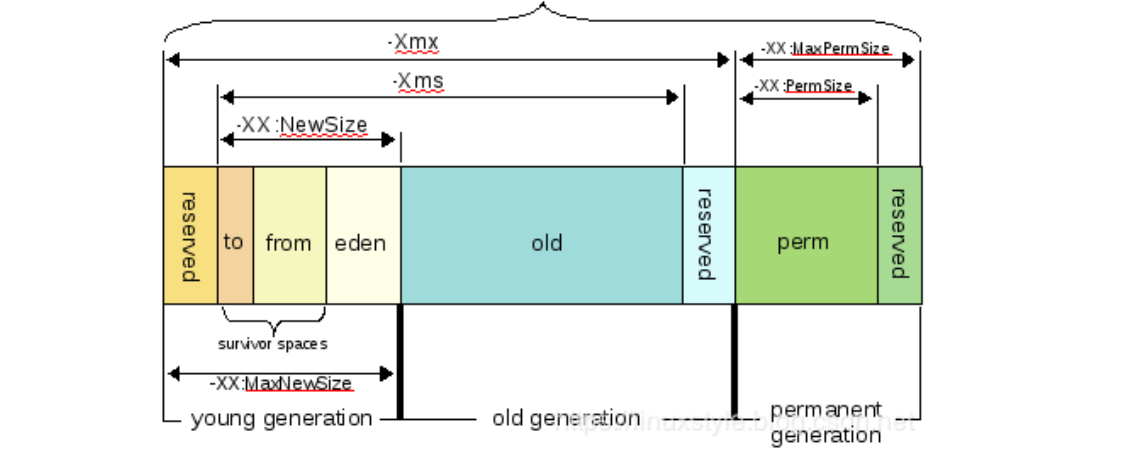 -Xmx
-XX:MaxPermSize
-Xms
-XX:PermSize
-XX:NewSize
reserved
to
from
eden
old
reserved
perm
reserved
survivor spaces
-XX:MaxNewSize
young generation
old generation
permanent
generation
https://linuxstyle.blog.csdn.net